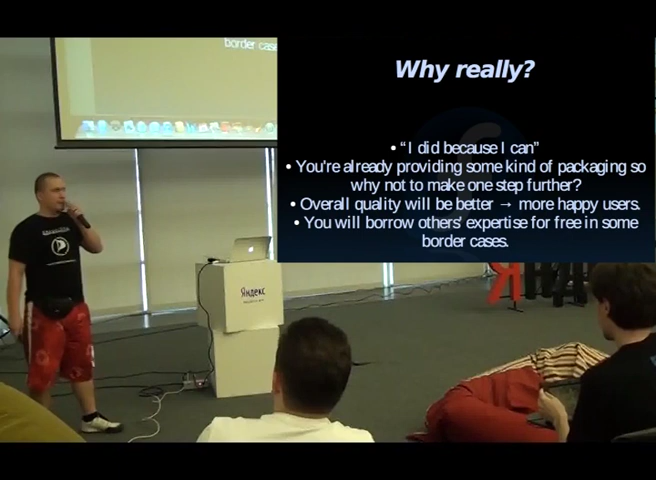 border case
Why really?
• “I did because I can”
• You're already providing some kind of packaging so
why not to make one step further?
• Overall quality will be better → more happy users.
• You will borrow others' expertise for free in some
border cases.
Яндекс
Я